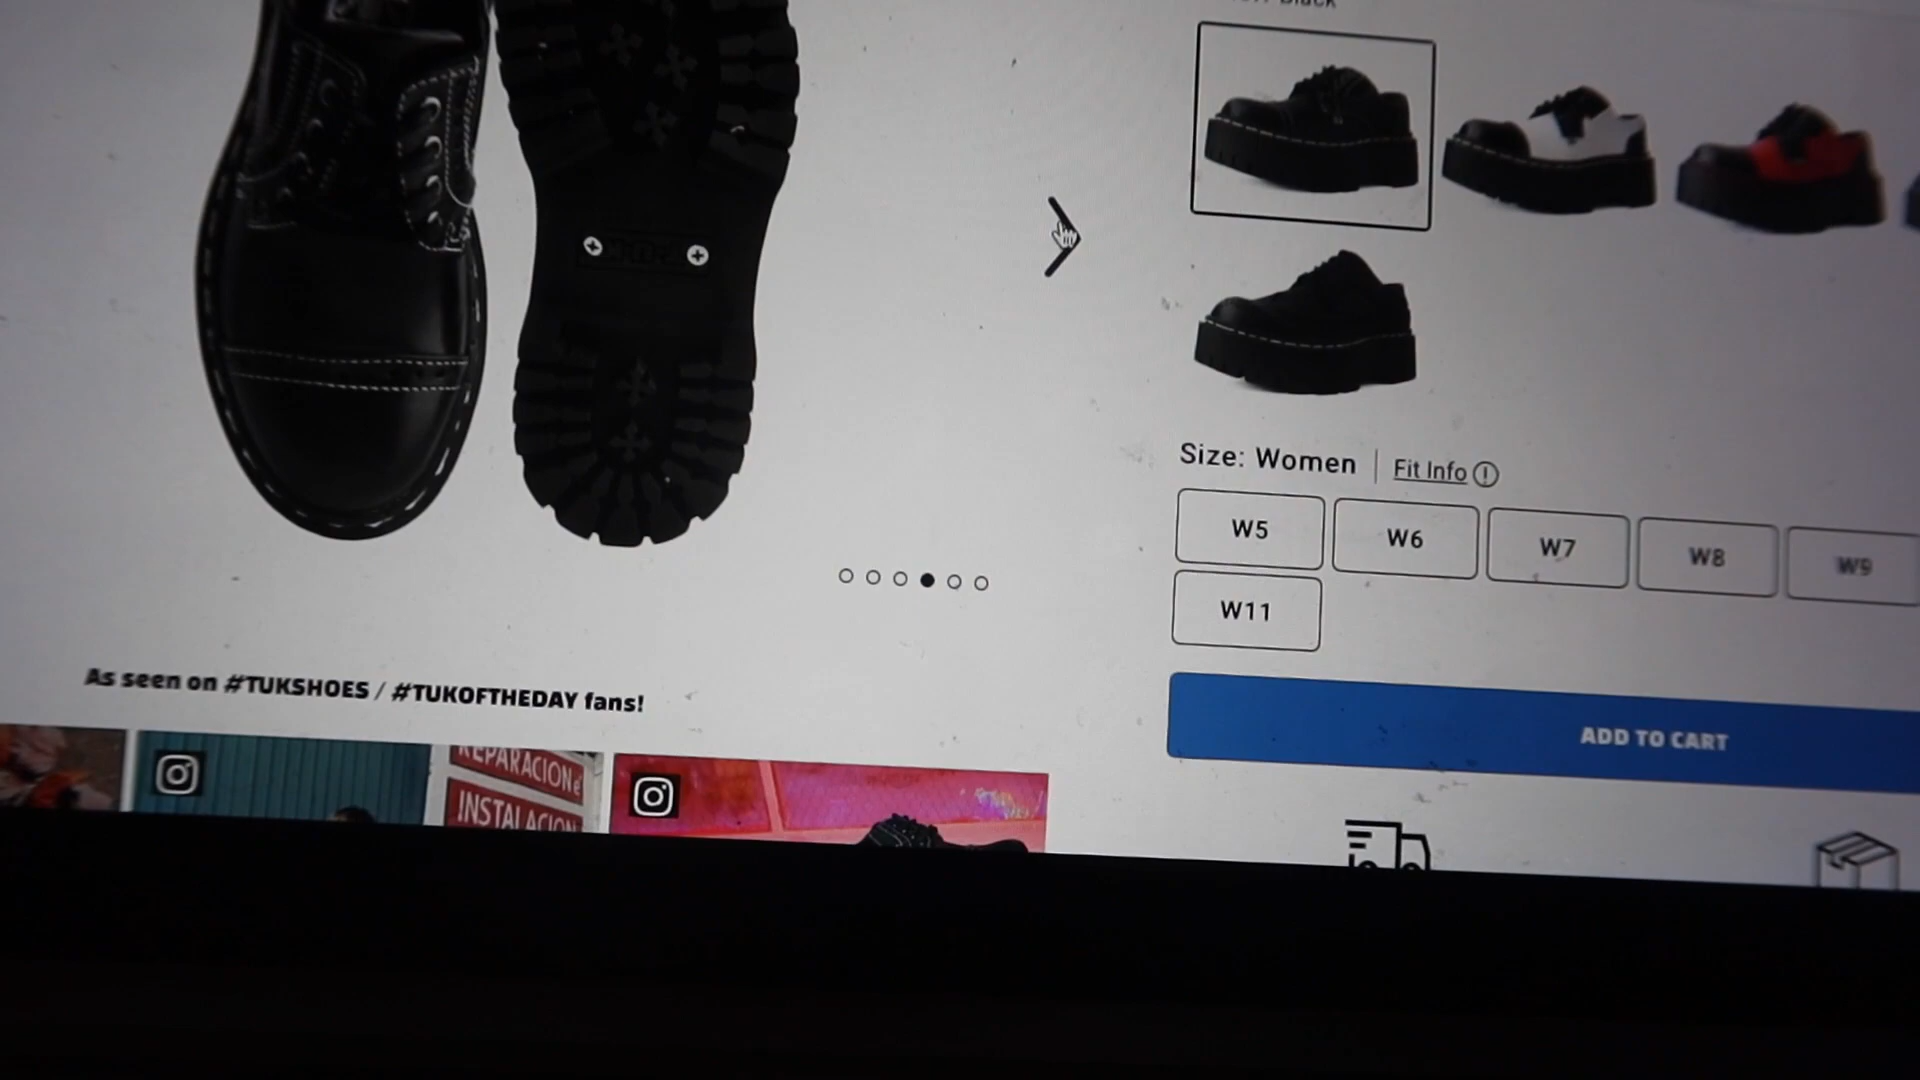 Black
Size: Women | Fit Info
W5 W6 W7 W8 W9
W11
ADD TO CART
As seen on #TUKSHOES / #TUKOFTHEDAY fans!
REPARACION
INSTALACION